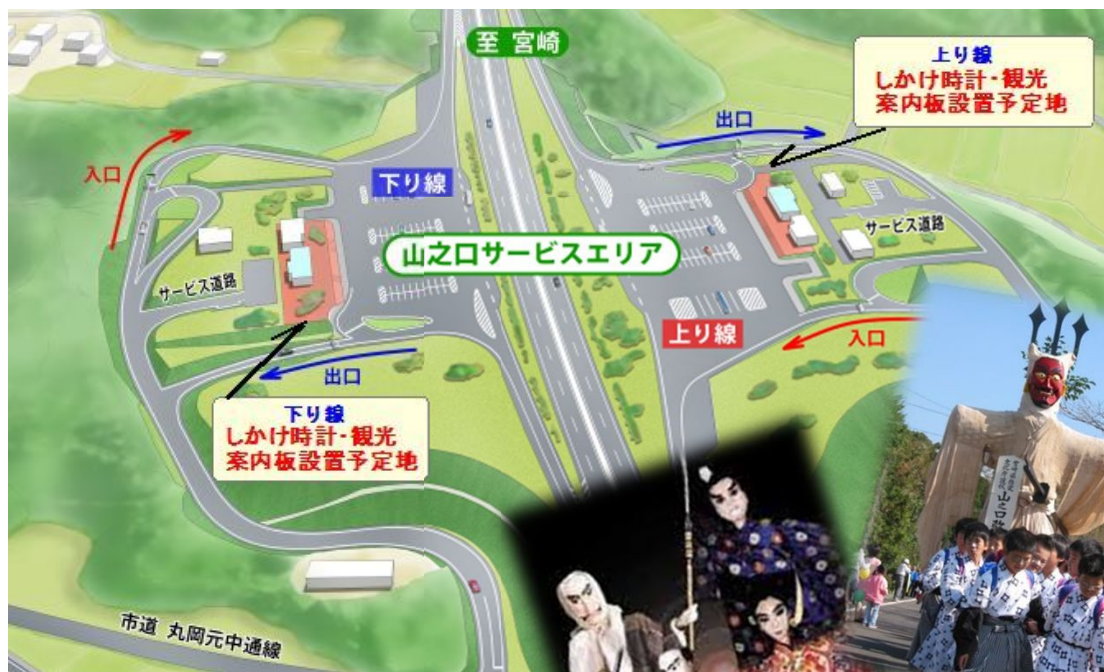 至 宮崎
上り線
しかけ時計・観光
案内板設置予定地
出口
入口
下り線
サービス道路
山之口サービスエリア
サービス道路
上り線
入口
出口
下り線
しかけ時計・観光
案内板設置予定地
山之口
市道 丸岡元中通線